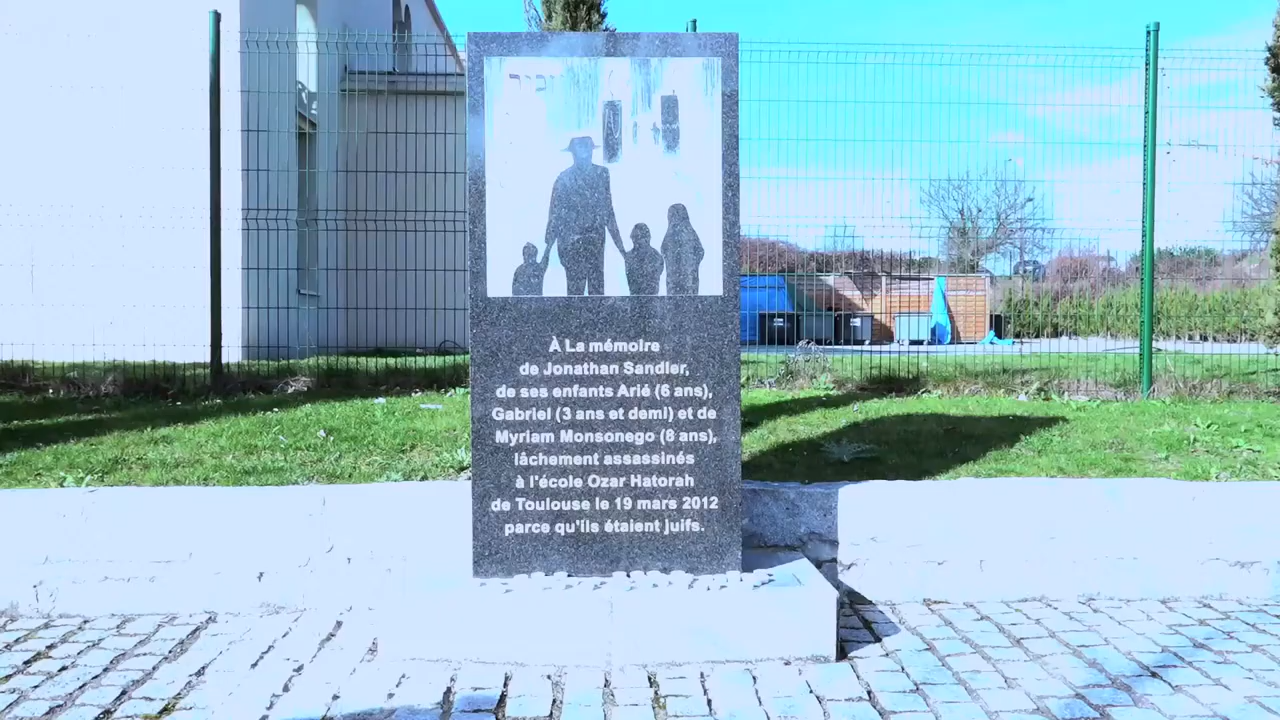 À La mémoire
de Jonathan Sandler,
de ses enfants Arié (6 ans),
Gabriel (3 ans et demi) et de
Myriam Monsonego (8 ans),
lâchement assassinés
à l'école Ozar Hatorah
de Toulouse le 19 mars 2012
parce qu'ils étaient juifs.